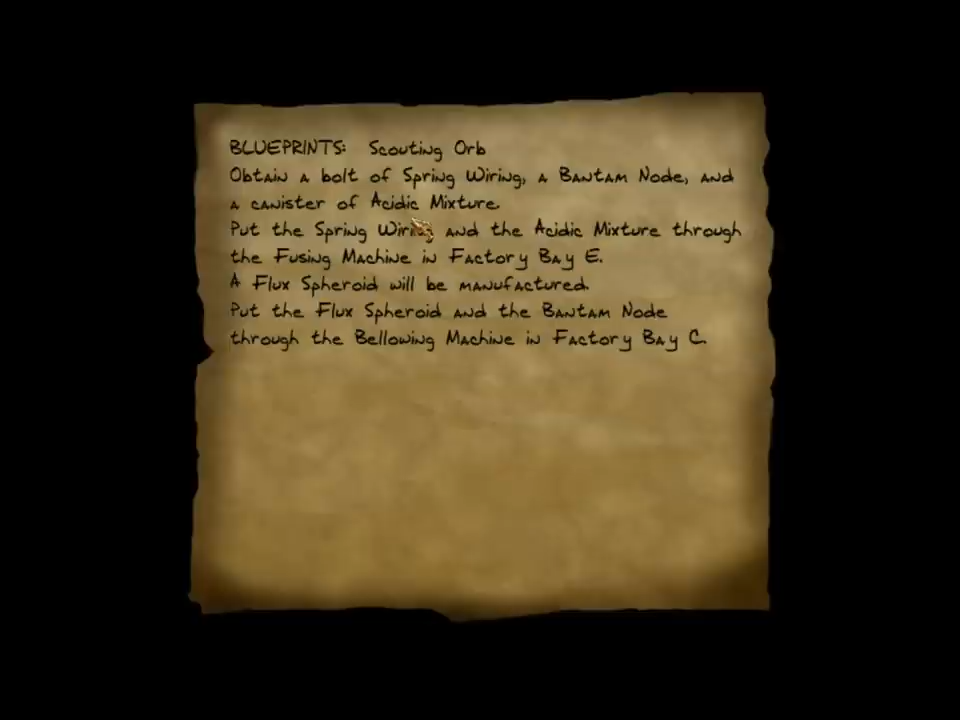 BLUEPRINTS: Scouting Orb
Obtain a bolt of Spring Wiring, a Bantam Node, and
a canister of Acidic Mixture.
Put the Spring Wiring and the Acidic Mixture through
the Fusing Machine in Factory Bay E.
A Flux Spheroid will be manufactured.
Put the Flux Spheroid and the Bantam Node
through the Bellowing Machine in Factory Bay C.